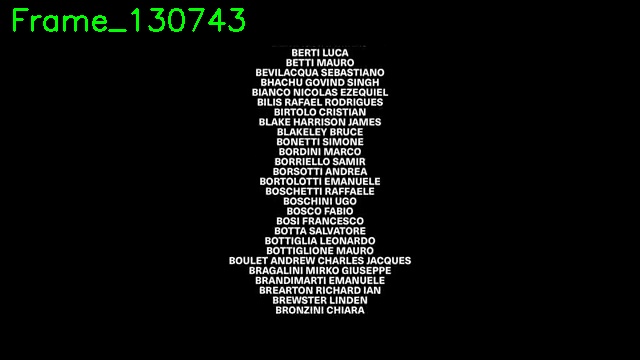 Frame_130743
BERTI LUCA
BETTI MAURO
BEVILACQUA SEBASTIANO
BHACHU GOVIND SINGH
BIANCO NICOLAS EZEQUIEL
BILIS RAFAEL RODRIGUES
BIRTOLO CRISTIAN
BLAKE HARRISON JAMES
BLAKELEY BRUCE
BONETTI SIMONE
BORDINI MARCO
BORRIELLO SAMIR
BORSOTTI ANDREA
BORTOLOTTI EMANUELE
BOSCHETTI RAFFAELE
BOSCHINI UGO
BOSCO FABIO
BOSI FRANCESCO
BOTTA SALVATORE
BOTTIGLIA LEONARDO
BOTTIGLIONE MAURO
BOULET ANDREW CHARLES JACQUES
BRAGALINI MIRKO GIUSEPPE
BRANDIMARTI EMANUELE
BREARTON RICHARD IAN
BREWSTER LINDEN
BRONZINI CHIARA